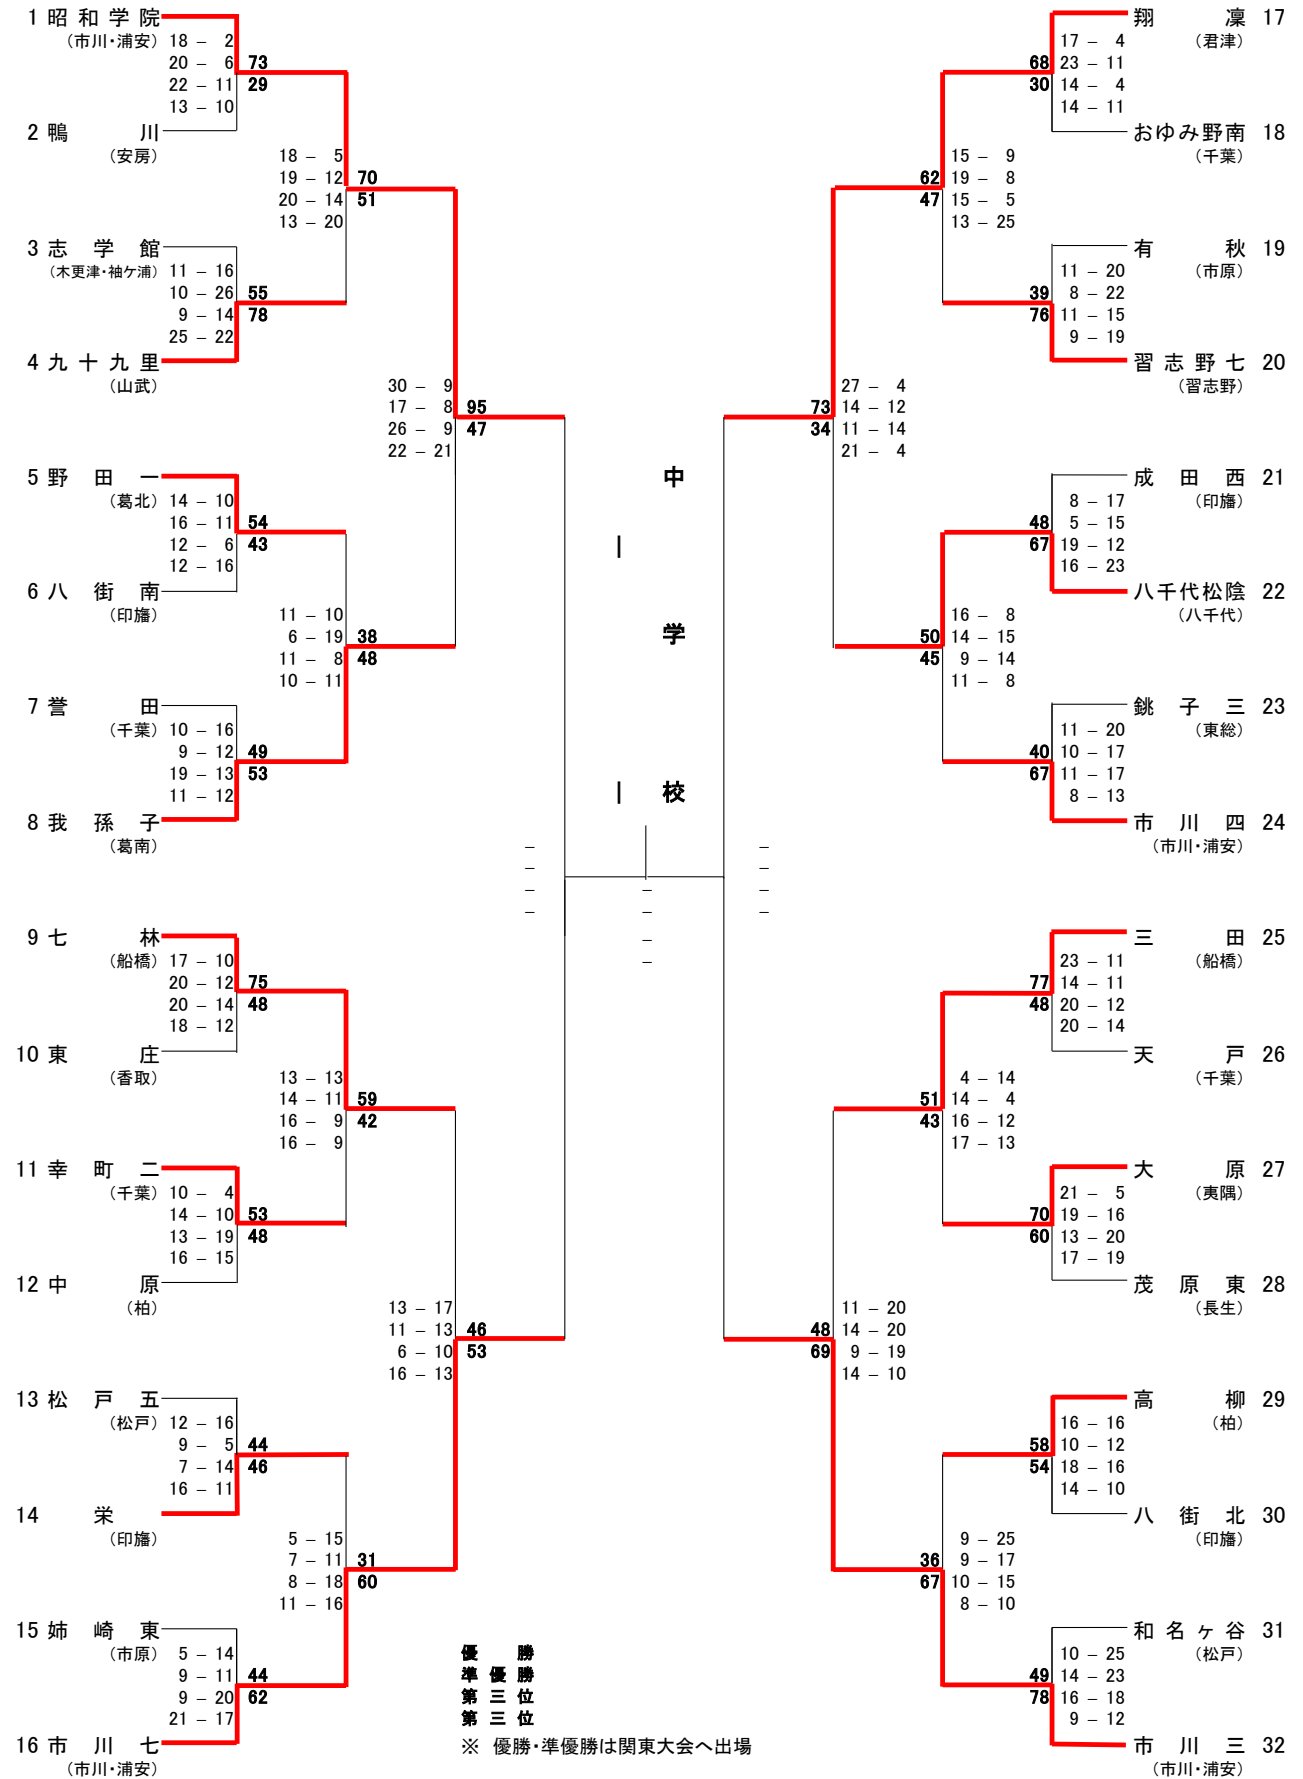 1 昭和学院
（市川・浦安）
18 － 2
20 － 6
22 － 11
13 － 10
73
29
2 鴨川
（安房）
18 － 5
19 － 12
20 － 14
13 － 20
70
51
3 志学館
（木更津・袖ケ浦）
11 － 16
10 － 26
9 － 14
25 － 22
55
78
4 九十九里
（山武）
30 － 9
17 － 8
26 － 9
22 － 21
95
47
5 野田一
（葛北）
14 － 10
16 － 11
12 － 6
12 － 16
54
43
6 八街南
（印旛）
11 － 10
6 － 19
11 － 8
10 － 11
38
48
7 誉田
（千葉）
10 － 16
9 － 12
19 － 13
11 － 12
49
53
8 我孫子
（葛南）
9 七林
（船橋）
17 － 10
20 － 12
20 － 14
18 － 12
75
48
10 東庄
（香取）
13 － 13
14 － 11
16 － 9
16 － 9
59
42
11 幸町二
（千葉）
10 － 4
14 － 10
13 － 19
16 － 15
53
48
12 中原
（柏）
13 － 17
11 － 13
6 － 10
16 － 13
46
53
13 松戸五
（松戸）
12 － 16
9 － 5
7 － 14
16 － 11
44
46
14 栄
（印旛）
5 － 15
7 － 11
8 － 18
11 － 16
31
60
15 姉崎東
（市原）
5 － 14
9 － 11
9 － 20
21 － 17
44
62
16 市川七
（市川・浦安）
中学校
｜
｜
－
－
－
－
－
－
－
－
－
－
－
－
翔凜 17
（君津）
17 － 4
23 － 11
14 － 4
14 － 11
68
30
おゆみ野南 18
（千葉）
15 － 9
19 － 8
15 － 5
13 － 25
62
47
有秋 19
（市原）
11 － 20
8 － 22
11 － 15
9 － 19
39
76
習志野七 20
（習志野）
27 － 4
14 － 12
11 － 14
21 － 4
73
34
成田西 21
（印旛）
8 － 17
5 － 15
19 － 12
16 － 23
48
67
八千代松陰 22
（八千代）
16 － 8
14 － 15
9 － 14
11 － 8
50
45
銚子三 23
（東総）
11 － 20
10 － 17
11 － 17
8 － 13
40
67
市川四 24
（市川・浦安）
三田 25
（船橋）
23 － 11
14 － 11
20 － 12
20 － 14
77
48
天戸 26
（千葉）
4 － 14
14 － 4
16 － 12
17 － 13
51
43
大原 27
（夷隅）
21 － 5
19 － 16
13 － 20
17 － 19
70
60
茂原東 28
（長生）
11 － 20
14 － 20
9 － 19
14 － 10
48
69
高柳 29
（柏）
16 － 16
10 － 12
18 － 16
14 － 10
58
54
八街北 30
（印旛）
9 － 25
9 － 17
10 － 15
8 － 10
36
67
和名ヶ谷 31
（松戸）
10 － 25
14 － 23
16 － 18
9 － 12
49
78
市川三 32
（市川・浦安）
優勝
準優勝
第三位
第三位
※ 優勝・準優勝は関東大会へ出場